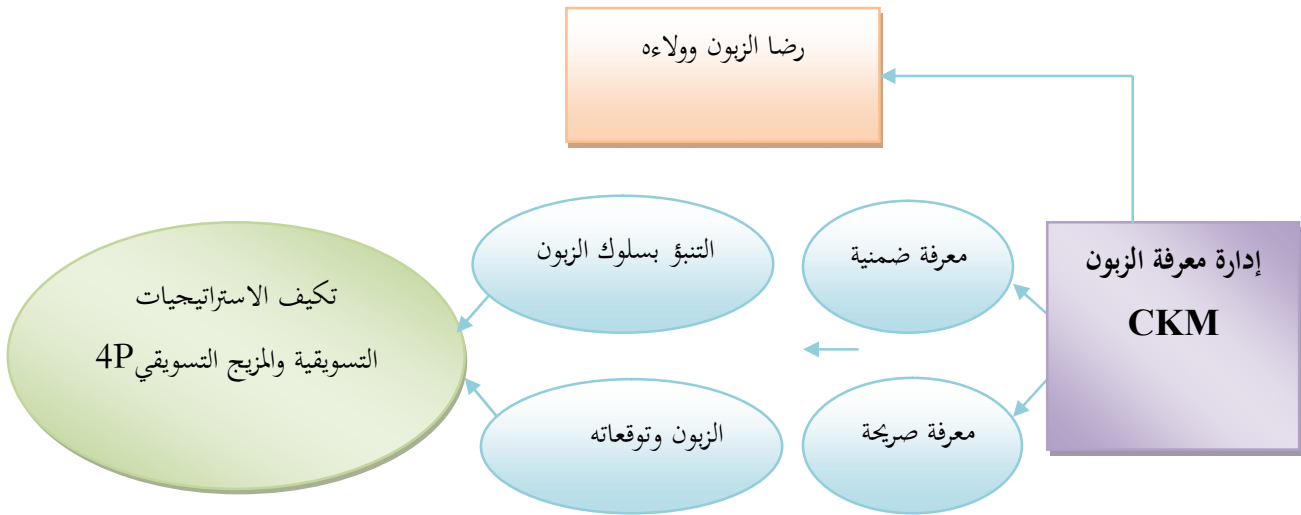 رضا الزبون وولاءه
إدارة معرفة الزبون
CKM
معرفة ضمنية
التنبؤ بسلوك الزبون
تكيف الاستراتيجيات
التسويقية والمزيج التسويقي4P
معرفة صريحة
الزبون وتوقعاته